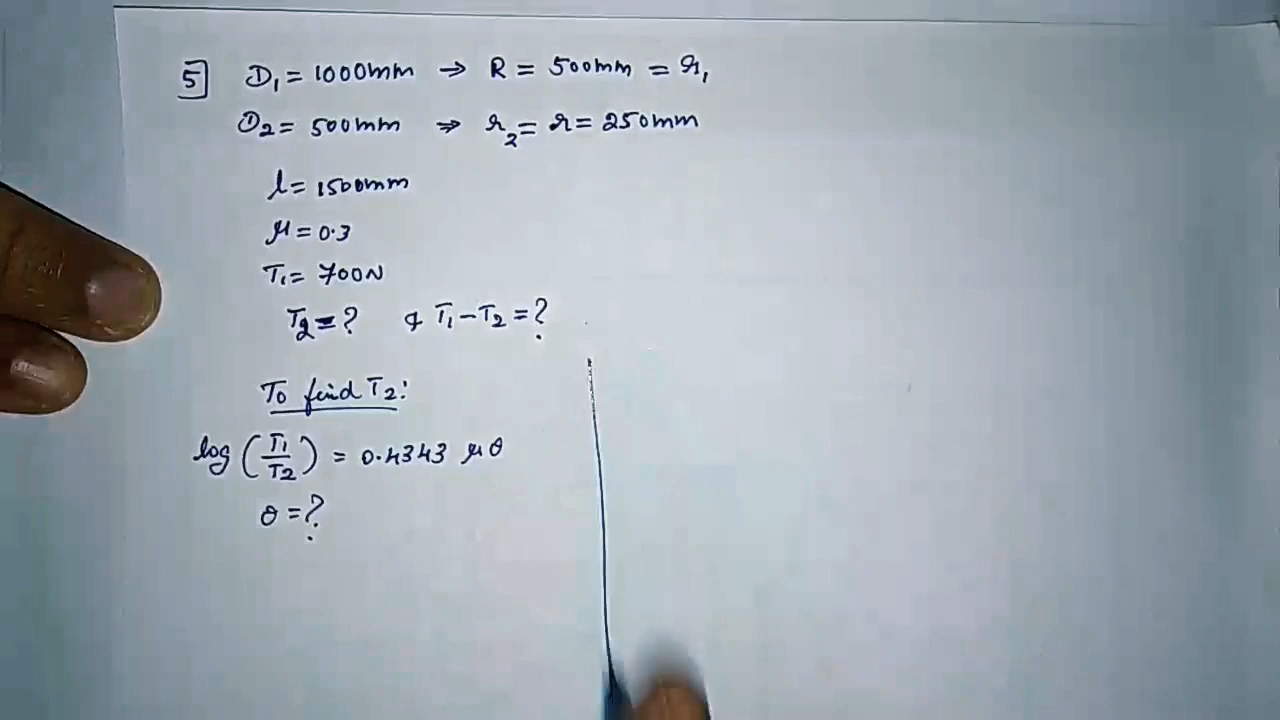 5] D₁ = 1000mm → R = 500mm = r₁
D₂ = 500mm ⇒ r₂ = r = 250mm
l = 1500mm
μ = 0.3
T₁ = 700N
T₂ = ? & T₁ - T₂ = ?
To find T₂:
log (T₁/T₂) = 0.4343 μθ
θ = ?